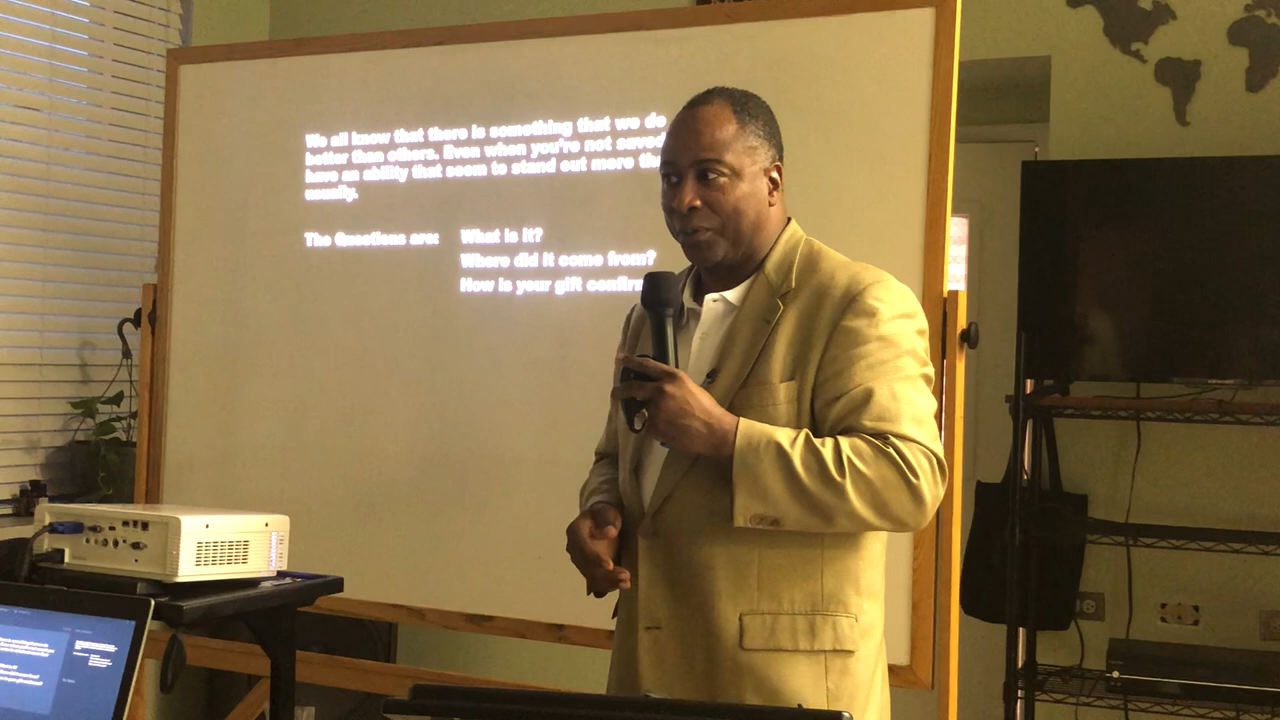 We all know that there is something that we do
better than others. Even when you're not saved
have an ability that seem to stand out more
usually.
The Questions are: What is it?
Where did it come from?
How is your gift